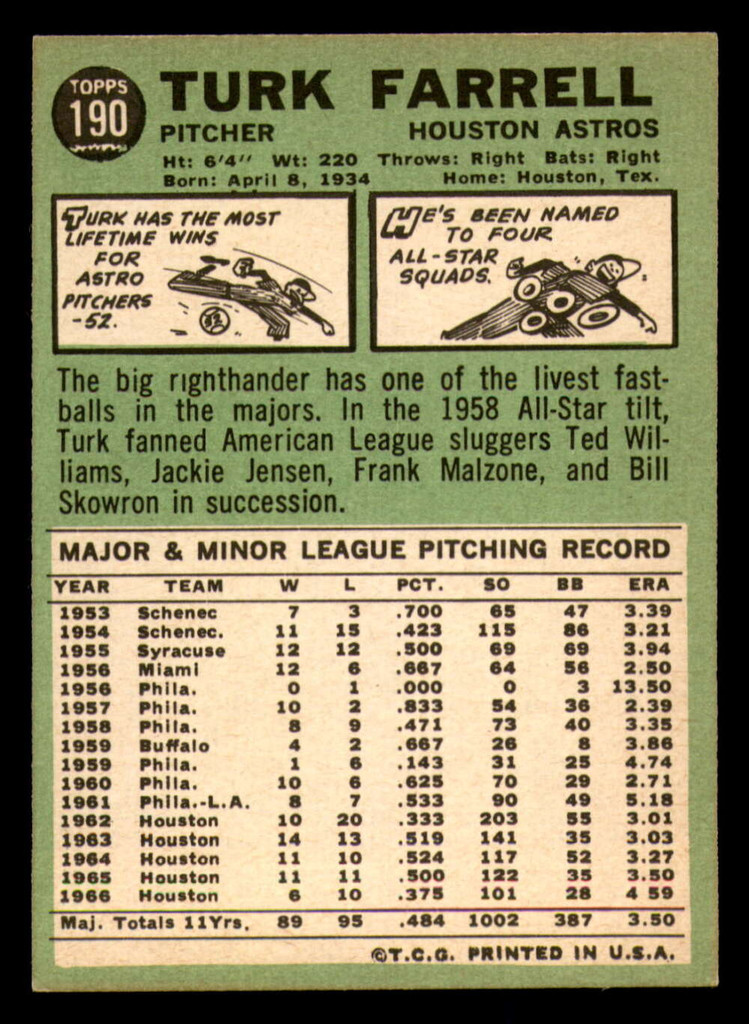 TOPPS
190
TURK FARRELL
PITCHER HOUSTON ASTROS
Ht: 6'4" Wt: 220 Throws: Right Bats: Right
Born: April 8, 1934 Home: Houston, Tex.
TURK HAS THE MOST
LIFETIME WINS
FOR
ASTRO
PITCHERS
-52.
52
HE'S BEEN NAMED
TO FOUR
ALL-STAR
SQUADS.
The big righthander has one of the livest fast-
balls in the majors. In the 1958 All-Star tilt,
Turk fanned American League sluggers Ted Wil-
liams, Jackie Jensen, Frank Malzone, and Bill
Skowron in succession.
MAJOR & MINOR LEAGUE PITCHING RECORD
YEAR TEAM W L PCT. SO BB ERA
1953 Schenec 7 3 .700 65 47 3.39
1954 Schenec. 11 15 .423 115 86 3.21
1955 Syracuse 12 12 .500 69 69 3.94
1956 Miami 12 6 .667 64 56 2.50
1956 Phila. 0 1 .000 0 3 13.50
1957 Phila. 10 2 .833 54 36 2.39
1958 Phila. 8 9 .471 73 40 3.35
1959 Buffalo 4 2 .667 26 8 3.86
1959 Phila. 1 6 .143 31 25 4.74
1960 Phila. 10 6 .625 70 29 2.71
1961 Phila.-L.A. 8 7 .533 90 49 5.18
1962 Houston 10 20 .333 203 55 3.01
1963 Houston 14 13 .519 141 35 3.03
1964 Houston 11 10 .524 117 52 3.27
1965 Houston 11 11 .500 122 35 3.50
1966 Houston 6 10 .375 101 28 4 59
Maj. Totals 11Yrs. 89 95 .484 1002 387 3.50
©T.C.G. PRINTED IN U.S.A.